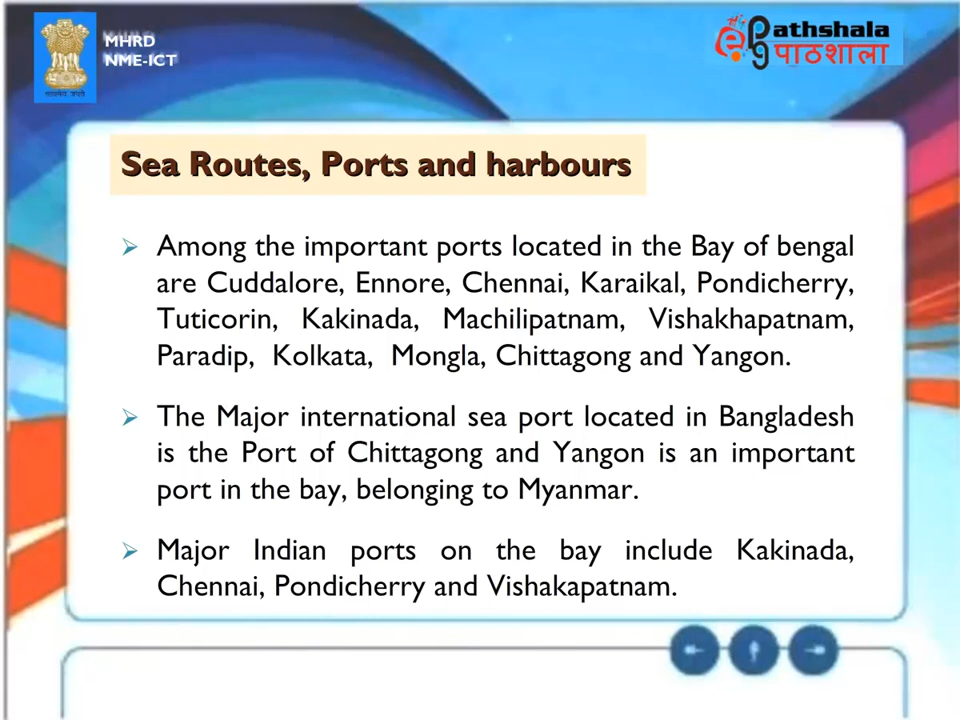 MHRD
NME-ICT
epg athshala
पाठशाला
Sea Routes, Ports and harbours
➢ Among the important ports located in the Bay of bengal
are Cuddalore, Ennore, Chennai, Karaikal, Pondicherry,
Tuticorin, Kakinada, Machilipatnam, Vishakhapatnam,
Paradip, Kolkata, Mongla, Chittagong and Yangon.
➢ The Major international sea port located in Bangladesh
is the Port of Chittagong and Yangon is an important
port in the bay, belonging to Myanmar.
➢ Major Indian ports on the bay include Kakinada,
Chennai, Pondicherry and Vishakapatnam.